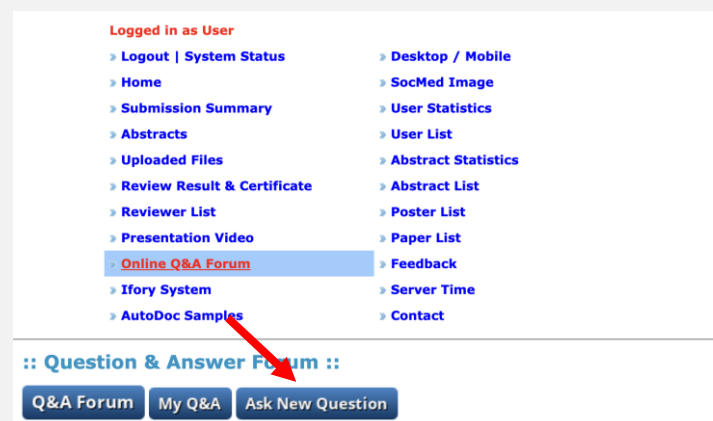 Logged in as User
Logout | System Status
Home
Submission Summary
Abstracts
Uploaded Files
Review Result & Certificate
Reviewer List
Presentation Video
Online Q&A Forum
Ifory System
AutoDoc Samples
Desktop / Mobile
SocMed Image
User Statistics
User List
Abstract Statistics
Abstract List
Poster List
Paper List
Feedback
Server Time
Contact
:: Question & Answer Forum ::
Q&A Forum My Q&A Ask New Question